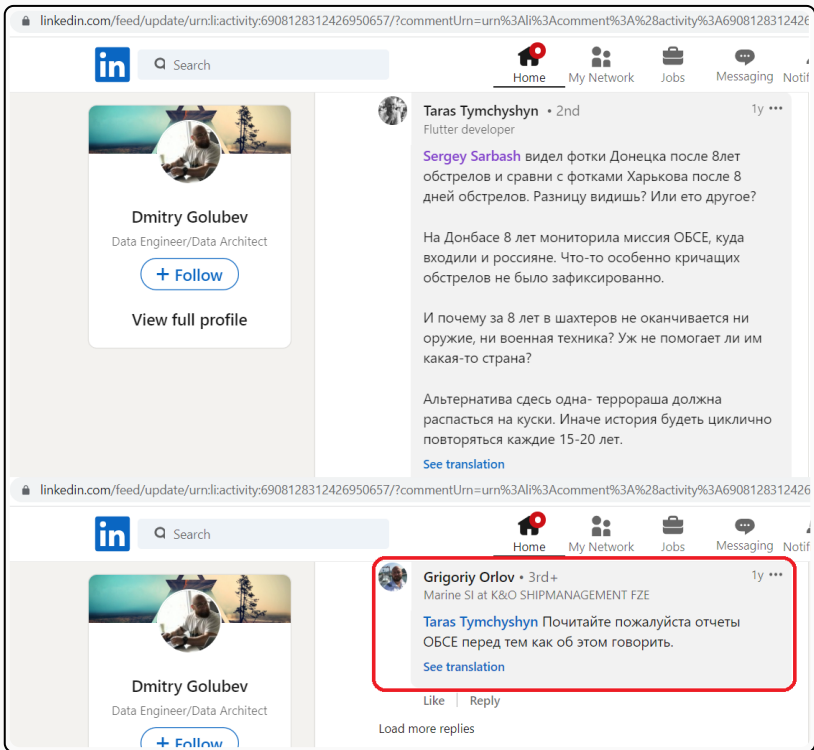 linkedin.com/feed/update/urn:li:activity:6908128312426950657/?commentUrn=urn%3Ali%3Acomment%3A%28activity%3A6908128312426
in
Search
Home
My Network
Jobs
Messaging
Notif
Dmitry Golubev
Data Engineer/Data Architect
+ Follow
View full profile
Taras Tymchyshyn • 2nd
1y •••
Flutter developer
Sergey Sarbash видел фотки Донецка после 8лет
обстрелов и сравни с фотками Харькова после 8
дней обстрелов. Разницу видишь? Или ето другое?
На Донбасе 8 лет мониторила миссия ОБСЕ, куда
входили и россияне. Что-то особенно кричащих
обстрелов не было зафиксированно.
И почему за 8 лет в шахтеров не оканчивается ни
оружие, ни военная техника? Уж не помогает ли им
какая-то страна?
Альтернатива сдесь одна- террораша должна
распасться на куски. Иначе история будеть циклично
повторяться каждие 15-20 лет.
See translation
linkedin.com/feed/update/urn:li:activity:6908128312426950657/?commentUrn=urn%3Ali%3Acomment%3A%28activity%3A6908128312426
in
Search
Home
My Network
Jobs
Messaging
Notif
Dmitry Golubev
Data Engineer/Data Architect
+ Follow
Grigoriy Orlov • 3rd+
1y •••
Marine SI at K&O SHIPMANAGEMENT FZE
Taras Tymchyshyn Почитайте пожалуйста отчеты
ОБСЕ перед тем как об этом говорить.
See translation
Like | Reply
Load more replies